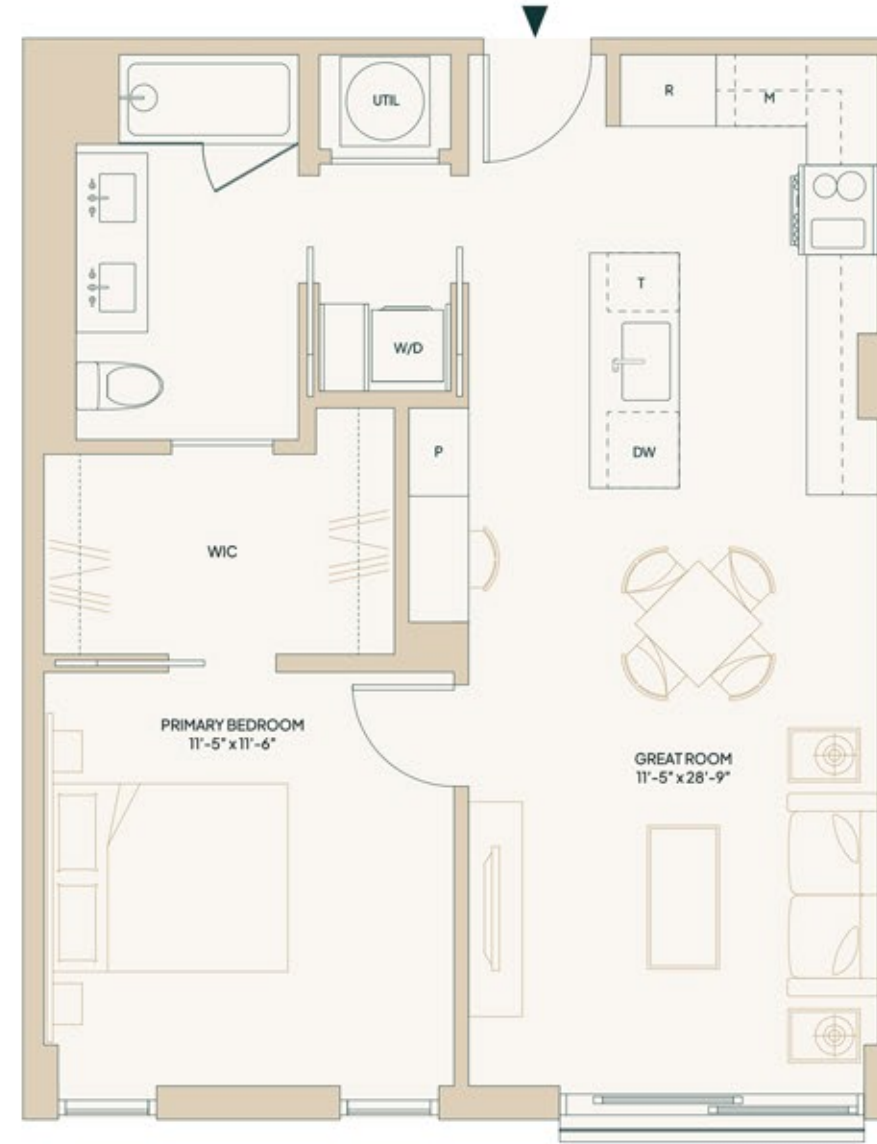 UTIL
R
M
T
W/D
P
DW
WIC
PRIMARY BEDROOM
11'-5" x 11'-6"
GREAT ROOM
11'-5" x 28'-9"